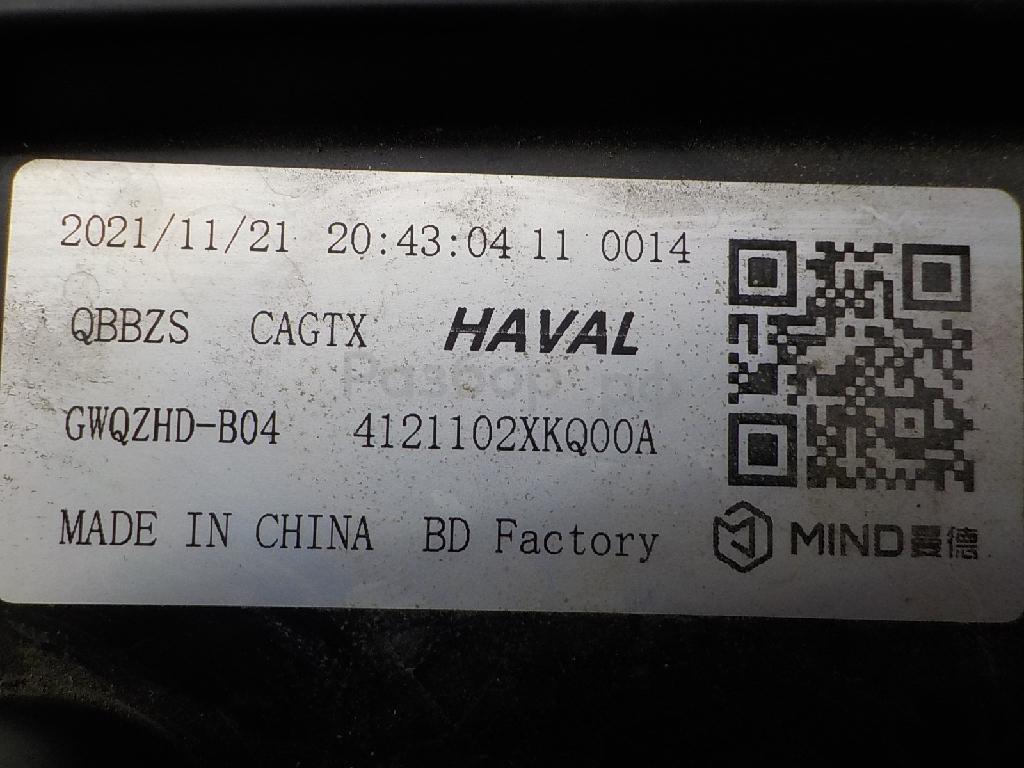 2021/11/21 20:43:04 11 0014
QBBZS CAGTX HAVAL
GWQZHD-B04 4121102XKQ00A
MADE IN CHINA BD Factory
MIND曼德